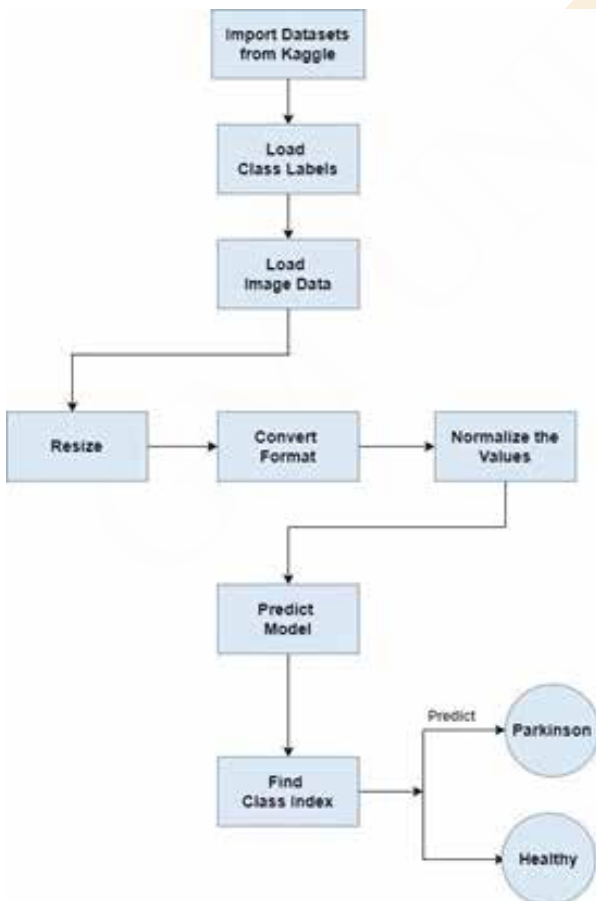 Import Datasets
from Kaggle
Load
Class Labels
Load
Image Data
Resize
Convert
Format
Normalize the
Values
Predict
Model
Find
Class Index
Predict
Parkinson
Healthy